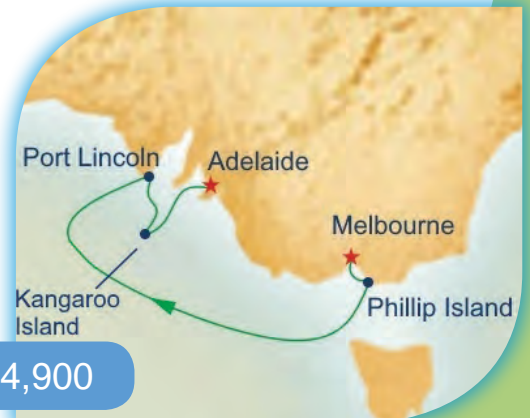 Port Lincoln
Adelaide
Melbourne
Kangaroo
Island
Phillip Island
4,900